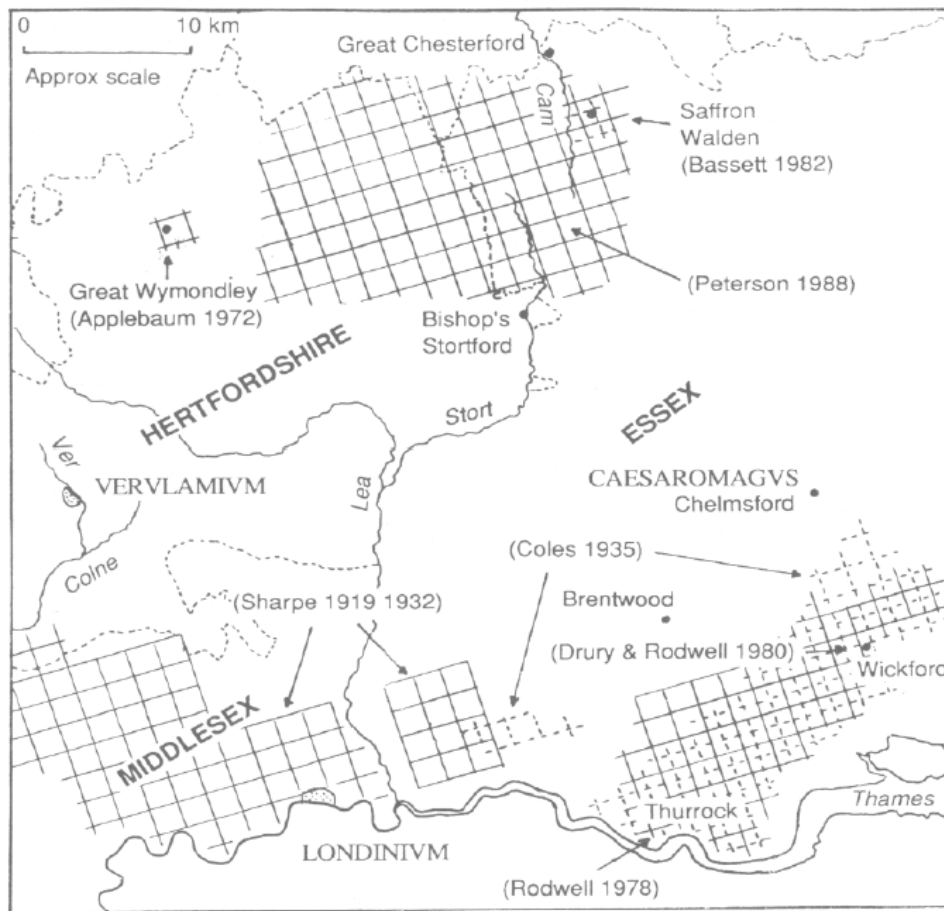 0 10 km
Approx scale
Great Chesterford
Cam
Saffron
Walden
(Bassett 1982)
Great Wymondley
(Applebaum 1972)
(Peterson 1988)
Bishop's
Stortford
HERTFORDSHIRE
Stort
ESSEX
Ver
VERVLAMIVM
Lea
CAESAROMAGVS
Chelmsford
Colne
(Coles 1935)
(Sharpe 1919 1932)
Brentwood
(Drury & Rodwell 1980)
Wickford
MIDDLESEX
Thurrock
Thames
LONDINIVM
(Rodwell 1978)